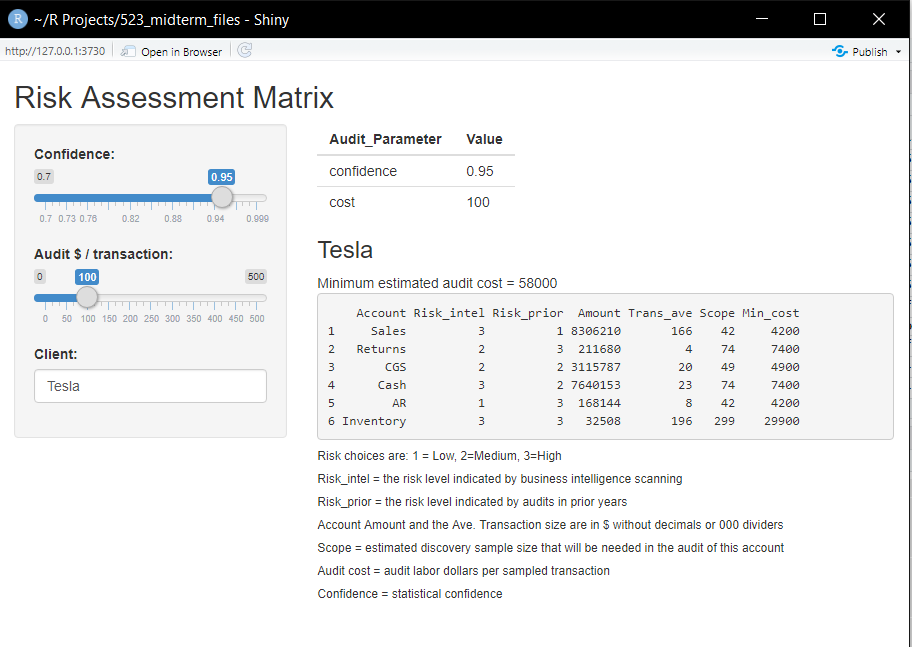 R ~/R Projects/523_midterm_files - Shiny
http://127.0.0.1:3730 Open in Browser Publish
Risk Assessment Matrix
Confidence:
0.7 0.95
0.7 0.73 0.76 0.82 0.88 0.94 0.999
Audit $ / transaction:
0 100 500
0 50 100 150 200 250 300 350 400 450 500
Client:
Tesla
Audit_Parameter Value
confidence 0.95
cost 100
Tesla
Minimum estimated audit cost = 58000
Account Risk_intel Risk_prior Amount Trans_ave Scope Min_cost
1 Sales 3 1 8306210 166 42 4200
2 Returns 2 3 211680 4 74 7400
3 CGS 2 2 3115787 20 49 4900
4 Cash 3 2 7640153 23 74 7400
5 AR 1 3 168144 8 42 4200
6 Inventory 3 3 32508 196 299 29900
Risk choices are: 1 = Low, 2=Medium, 3=High
Risk_intel = the risk level indicated by business intelligence scanning
Risk_prior = the risk level indicated by audits in prior years
Account Amount and the Ave. Transaction size are in $ without decimals or 000 dividers
Scope = estimated discovery sample size that will be needed in the audit of this account
Audit cost = audit labor dollars per sampled transaction
Confidence = statistical confidence